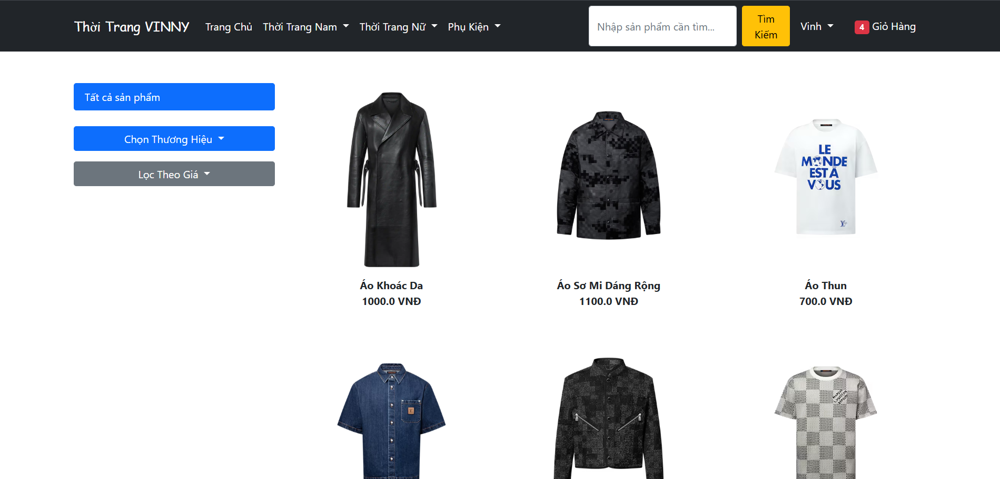 Thời Trang VINNY
Trang Chủ
Thời Trang Nam
Thời Trang Nữ
Phụ Kiện
Nhập sản phẩm cần tìm...
Tìm
Kiếm
Vinh
4 Giỏ Hàng
Tất cả sản phẩm
Chọn Thương Hiệu
Lọc Theo Giá
LE
MONDE
EST À
VOUS
LV
Áo Khoác Da
1000.0 VNĐ
Áo Sơ Mi Dáng Rộng
1100.0 VNĐ
Áo Thun
700.0 VNĐ